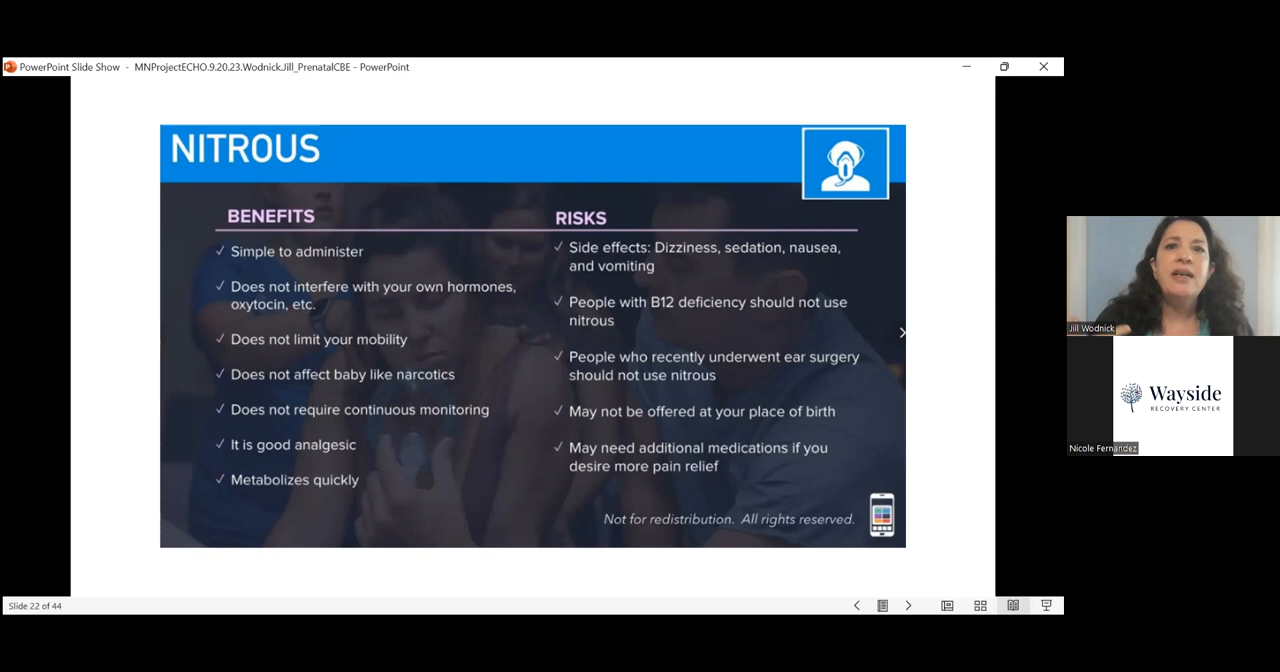 PowerPoint Slide Show - MNProjectECHO.9.20.23.Wodnick.Jill_PrenatalCBE - PowerPoint
NITROUS
BENEFITS
✓ Simple to administer
✓ Does not interfere with your own hormones,
oxytocin, etc.
✓ Does not limit your mobility
✓ Does not affect baby like narcotics
✓ Does not require continuous monitoring
✓ It is good analgesic
✓ Metabolizes quickly
RISKS
✓ Side effects: Dizziness, sedation, nausea,
and vomiting
✓ People with B12 deficiency should not use
nitrous
✓ People who recently underwent ear surgery
should not use nitrous
✓ May not be offered at your place of birth
✓ May need additional medications if you
desire more pain relief
Not for redistribution. All rights reserved.
Slide 22 of 44
Jill Wodnick
Wayside
RECOVERY CENTER
Nicole Fernandez